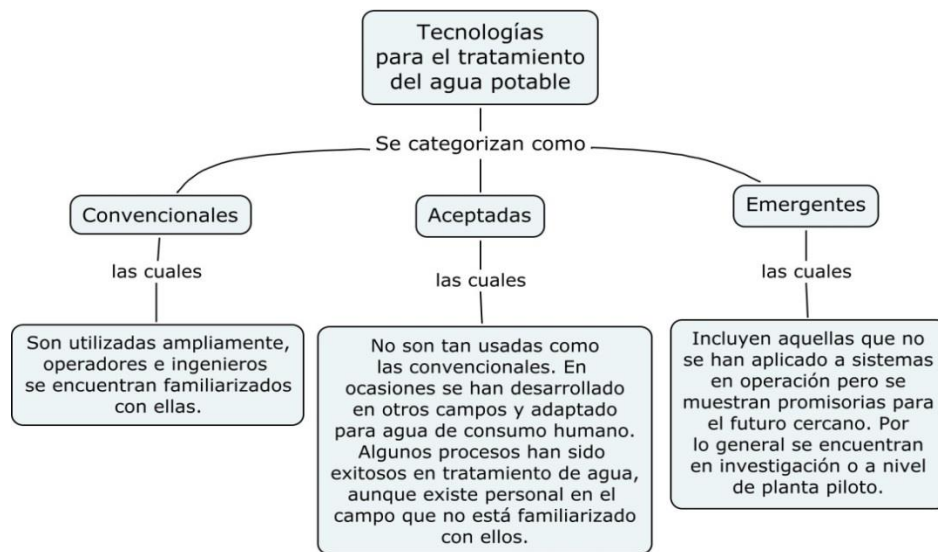 Tecnologías
para el tratamiento
del agua potable
Se categorizan como
Convencionales
Aceptadas
Emergentes
las cuales
las cuales
las cuales
Son utilizadas ampliamente,
operadores e ingenieros
se encuentran familiarizados
con ellas.
No son tan usadas como
las convencionales. En
ocasiones se han desarrollado
en otros campos y adaptado
para agua de consumo humano.
Algunos procesos han sido
exitosos en tratamiento de agua,
aunque existe personal en el
campo que no está familiarizado
con ellos.
Incluyen aquellas que no
se han aplicado a sistemas
en operación pero se
muestran promisorias para
el futuro cercano. Por
lo general se encuentran
en investigación o a nivel
de planta piloto.